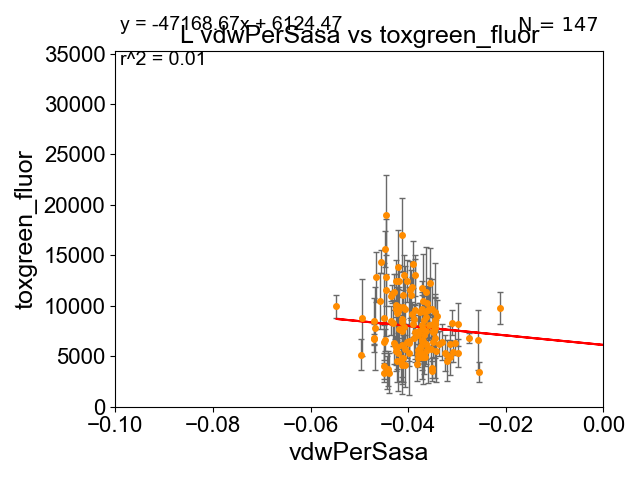 y = -47168.67x + 6124.47
N = 147
L vdwPerSasa vs toxgreen_fluor
r^2 = 0.01
35000
30000
25000
20000
15000
10000
5000
0
toxgreen_fluor
−0.10 −0.08 −0.06 −0.04 −0.02 0.00
vdwPerSasa